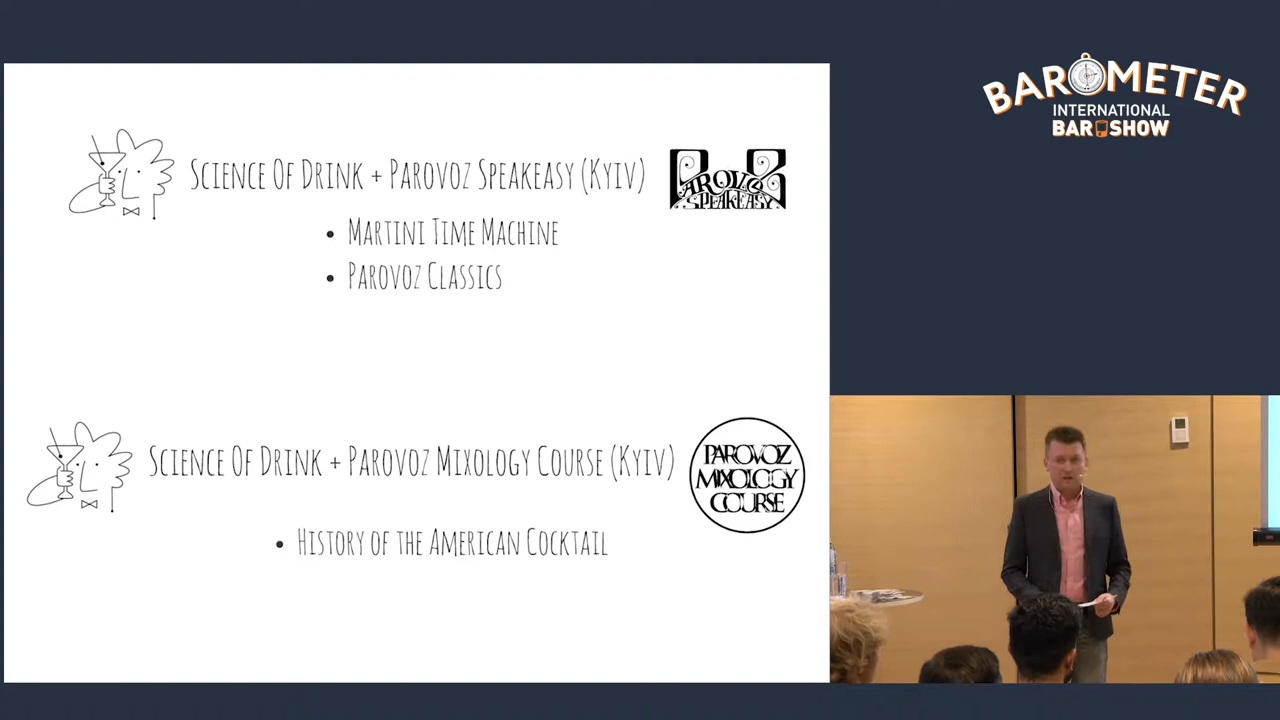 BAROMETER
INTERNATIONAL
BAR SHOW
SCIENCE OF DRINK + PAROVOZ SPEAKEASY (KYIV)
PAROVOZ
SPEAKEASY
• MARTINI TIME MACHINE
• PAROVOZ CLASSICS
SCIENCE OF DRINK + PAROVOZ MIXOLOGY COURSE (KYIV)
PAROVOZ
MIXOLOGY
COURSE
• HISTORY OF THE AMERICAN COCKTAIL